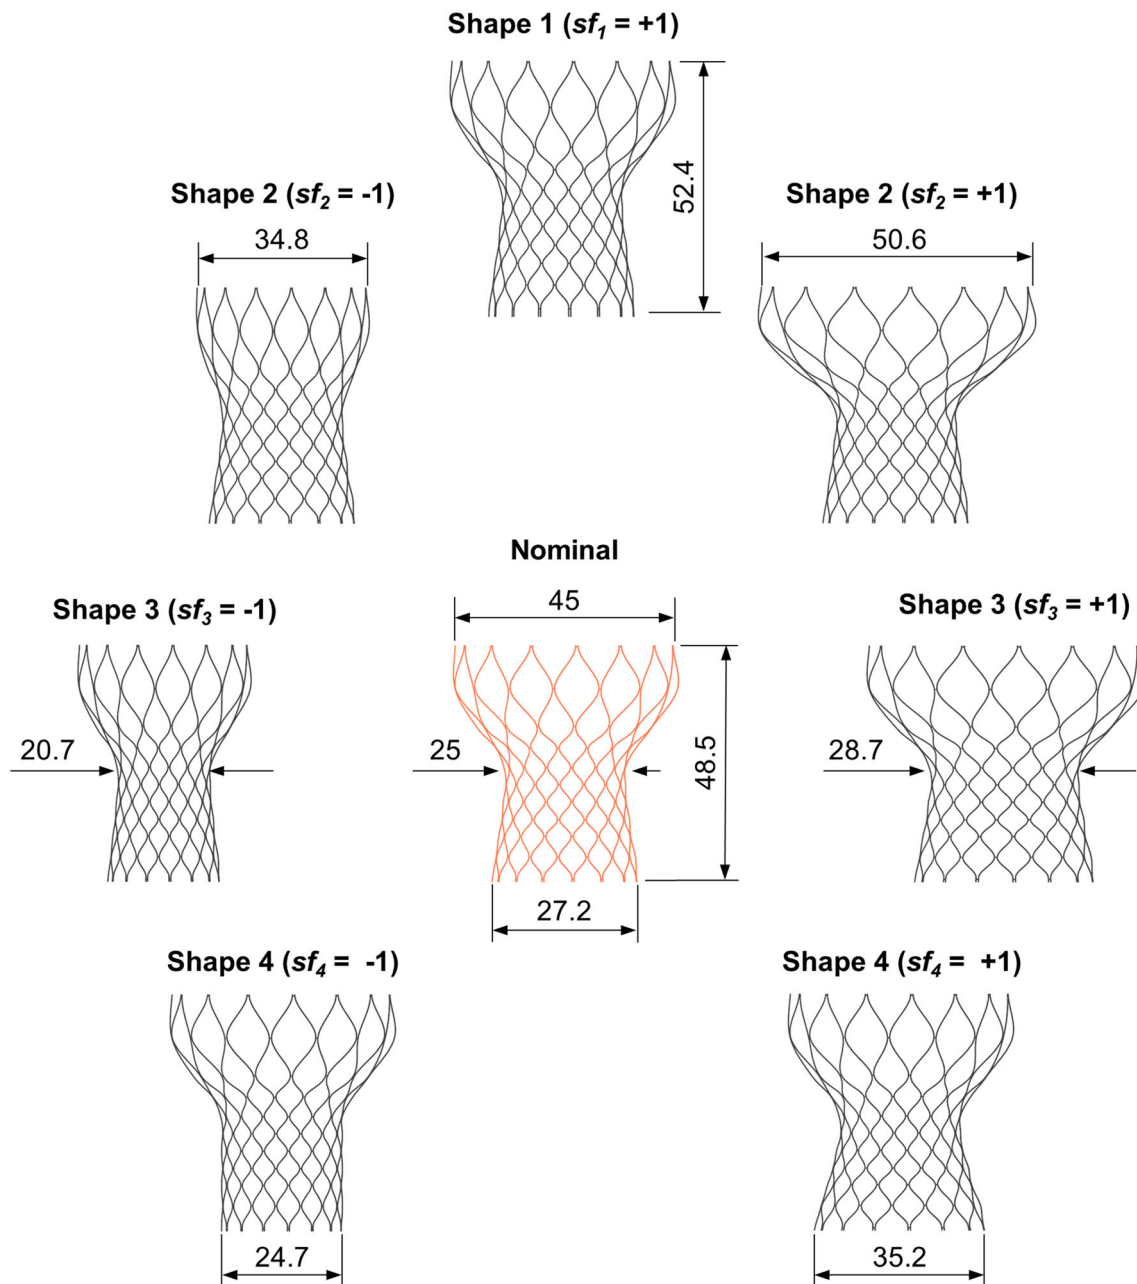 Shape 1 (sf₁ = +1)
52.4
Shape 2 (sf₂ = -1)
34.8
Shape 2 (sf₂ = +1)
50.6
Nominal
45
25
48.5
27.2
Shape 3 (sf₃ = -1)
20.7
Shape 3 (sf₃ = +1)
28.7
Shape 4 (sf₄ = -1)
24.7
Shape 4 (sf₄ = +1)
35.2